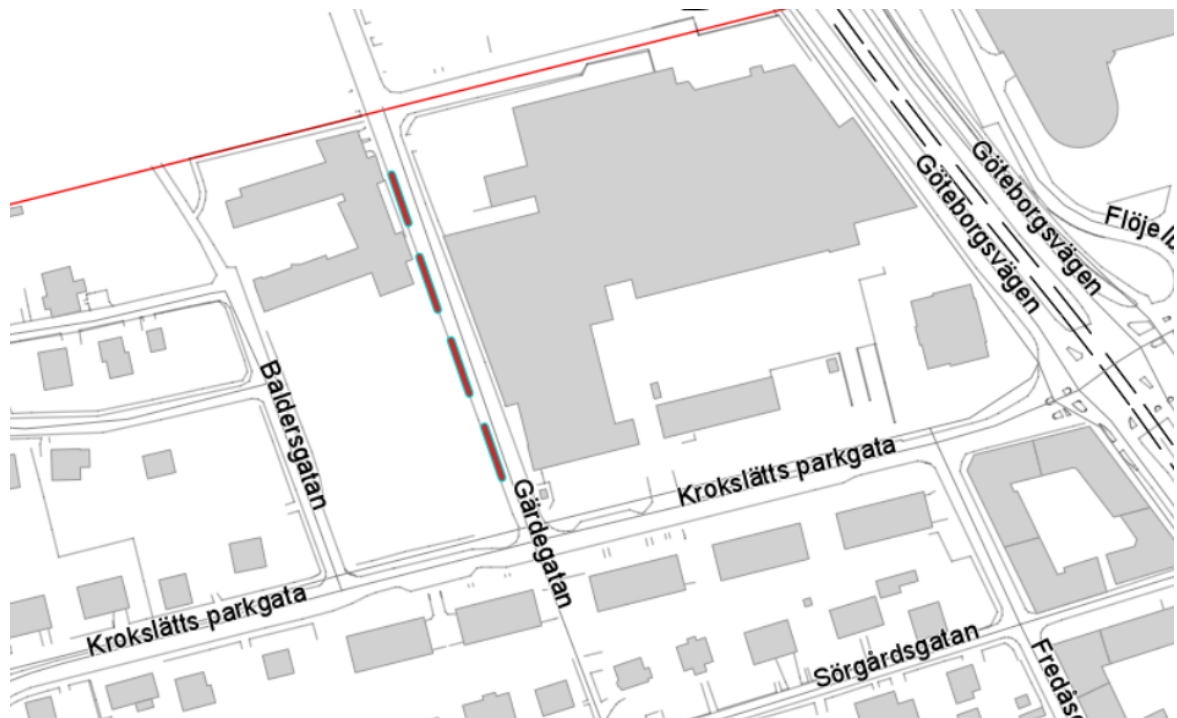 Göteborgsvägen
Göteborgsvägen
Flöje
Baldersgatan
Gärdegatan
Krokslätts parkgata
Krokslätts parkgata
Sörgårdsgatan